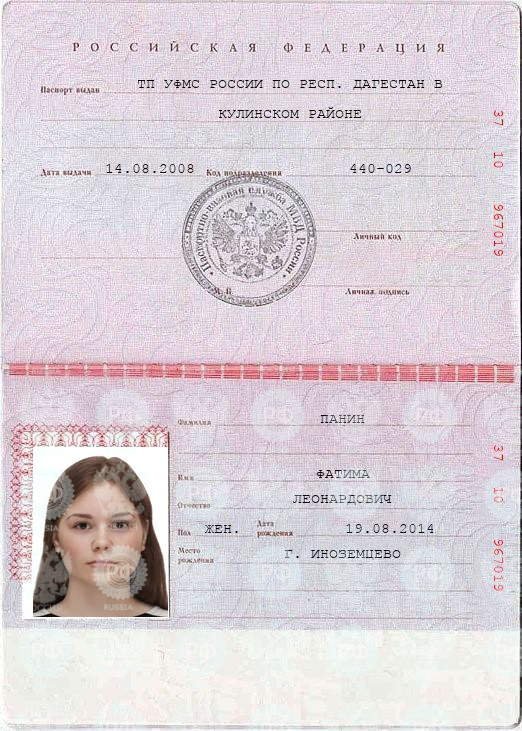 РОССИЙСКАЯ ФЕДЕРАЦИЯ
Паспорт выдан ТП УФМС РОССИИ ПО РЕСП. ДАГЕСТАН В
КУЛИНСКОМ РАЙОНЕ
Дата выдачи 14.08.2008 Код подразделения 440-029
Паспортно-визовая служба МВД России
Личный код
М. П.
Личная подпись
37 10 967019
Фамилия ПАНИН
Имя ФАТИМА
Отчество ЛЕОНАРДОВИЧ
Пол ЖЕН. Дата рождения 19.08.2014
Место рождения Г. ИНОЗЕМЦЕВО
37 10 967019
РФ
RUSSIA